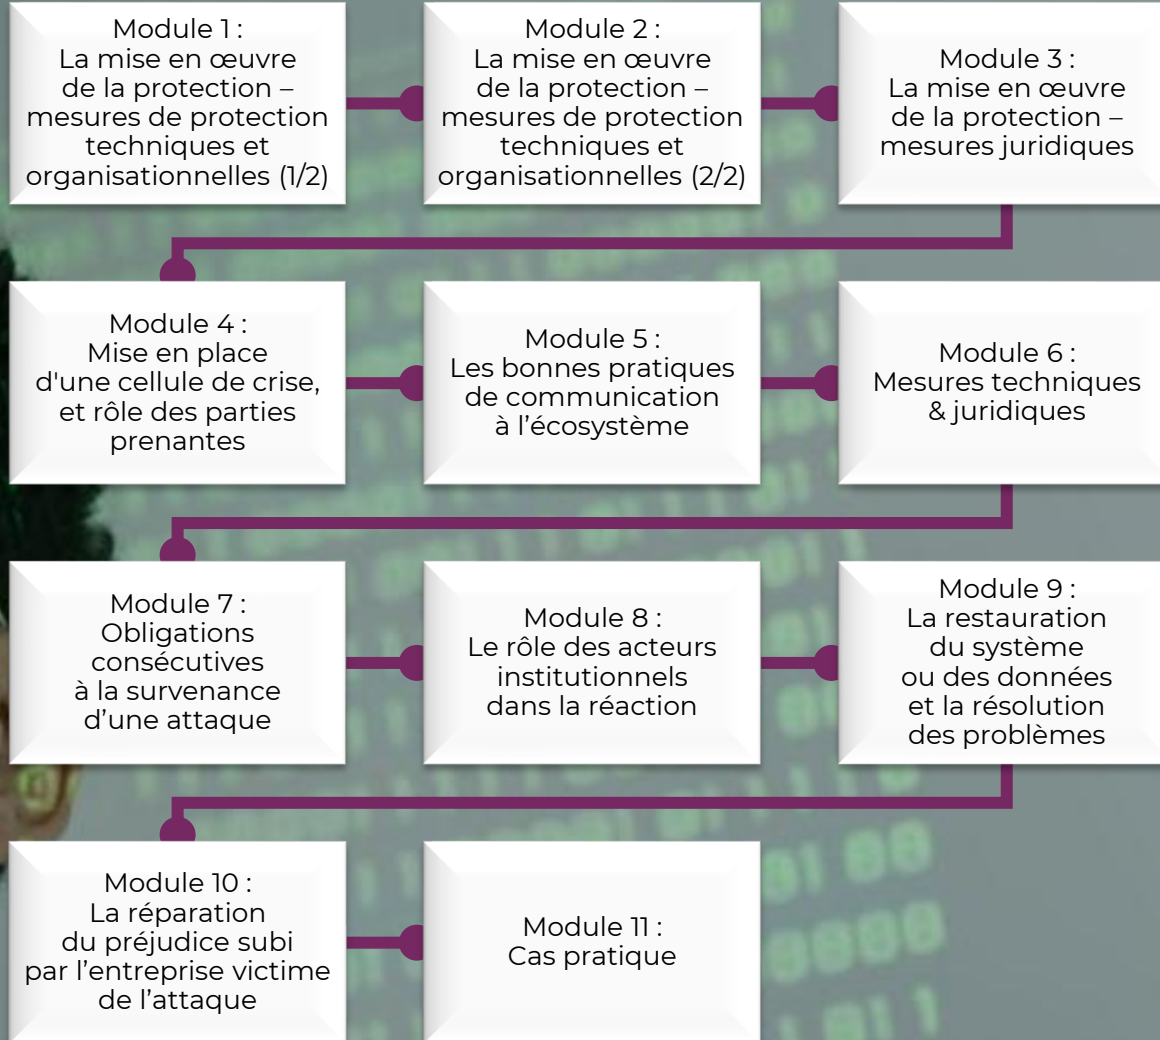 Module 1 :
La mise en œuvre
de la protection –
mesures de protection
techniques et
organisationnelles (1/2)
Module 2 :
La mise en œuvre
de la protection –
mesures de protection
techniques et
organisationnelles (2/2)
Module 3 :
La mise en œuvre
de la protection –
mesures juridiques
Module 4 :
Mise en place
d'une cellule de crise,
et rôle des parties
prenantes
Module 5 :
Les bonnes pratiques
de communication
à l’écosystème
Module 6 :
Mesures techniques
& juridiques
Module 7 :
Obligations
consécutives
à la survenance
d’une attaque
Module 8 :
Le rôle des acteurs
institutionnels
dans la réaction
Module 9 :
La restauration
du système
ou des données
et la résolution
des problèmes
Module 10 :
La réparation
du préjudice subi
par l’entreprise victime
de l’attaque
Module 11 :
Cas pratique